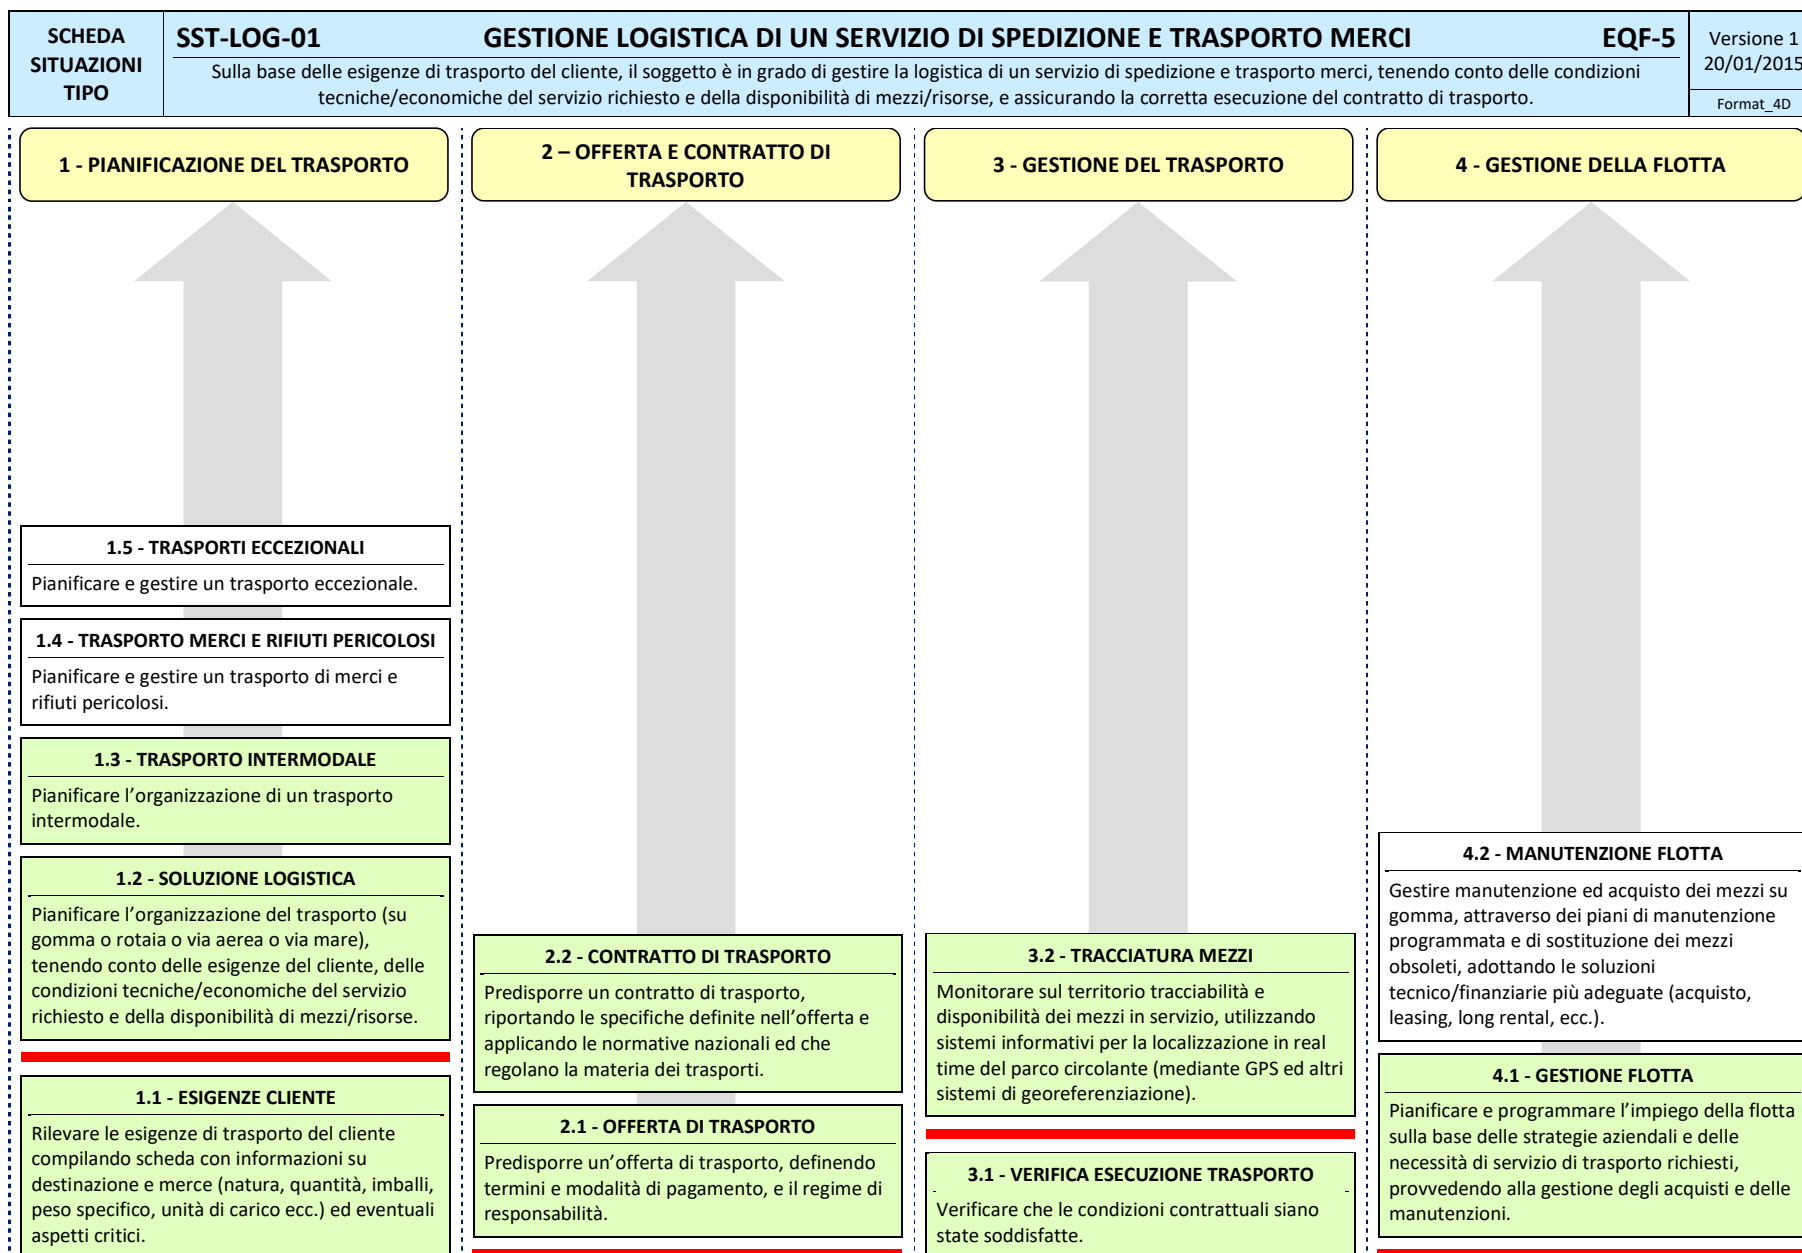 SCHEDA
SITUAZIONI
TIPO
SST-LOG-01 GESTIONE LOGISTICA DI UN SERVIZIO DI SPEDIZIONE E TRASPORTO MERCI EQF-5
Sulla base delle esigenze di trasporto del cliente, il soggetto è in grado di gestire la logistica di un servizio di spedizione e trasporto merci, tenendo conto delle condizioni
tecniche/economiche del servizio richiesto e della disponibilità di mezzi/risorse, e assicurando la corretta esecuzione del contratto di trasporto.
Versione 1
20/01/2015
Format_4D
1 - PIANIFICAZIONE DEL TRASPORTO
1.5 - TRASPORTI ECCEZIONALI
Pianificare e gestire un trasporto eccezionale.
1.4 - TRASPORTO MERCI E RIFIUTI PERICOLOSI
Pianificare e gestire un trasporto di merci e
rifiuti pericolosi.
1.3 - TRASPORTO INTERMODALE
Pianificare l’organizzazione di un trasporto
intermodale.
1.2 - SOLUZIONE LOGISTICA
Pianificare l’organizzazione del trasporto (su
gomma o rotaia o via aerea o via mare),
tenendo conto delle esigenze del cliente, delle
condizioni tecniche/economiche del servizio
richiesto e della disponibilità di mezzi/risorse.
1.1 - ESIGENZE CLIENTE
Rilevare le esigenze di trasporto del cliente
compilando scheda con informazioni su
destinazione e merce (natura, quantità, imballi,
peso specifico, unità di carico ecc.) ed eventuali
aspetti critici.
2 – OFFERTA E CONTRATTO DI
TRASPORTO
2.2 - CONTRATTO DI TRASPORTO
Predisporre un contratto di trasporto,
riportando le specifiche definite nell’offerta e
applicando le normative nazionali ed che
regolano la materia dei trasporti.
2.1 - OFFERTA DI TRASPORTO
Predisporre un’offerta di trasporto, definendo
termini e modalità di pagamento, e il regime di
responsabilità.
3 - GESTIONE DEL TRASPORTO
3.2 - TRACCIATURA MEZZI
Monitorare sul territorio tracciabilità e
disponibilità dei mezzi in servizio, utilizzando
sistemi informativi per la localizzazione in real
time del parco circolante (mediante GPS ed altri
sistemi di georeferenziazione).
3.1 - VERIFICA ESECUZIONE TRASPORTO
Verificare che le condizioni contrattuali siano
state soddisfatte.
4 - GESTIONE DELLA FLOTTA
4.2 - MANUTENZIONE FLOTTA
Gestire manutenzione ed acquisto dei mezzi su
gomma, attraverso dei piani di manutenzione
programmata e di sostituzione dei mezzi
obsoleti, adottando le soluzioni
tecnico/finanziarie più adeguate (acquisto,
leasing, long rental, ecc.).
4.1 - GESTIONE FLOTTA
Pianificare e programmare l’impiego della flotta
sulla base delle strategie aziendali e delle
necessità di servizio di trasporto richiesti,
provvedendo alla gestione degli acquisti e delle
manutenzioni.